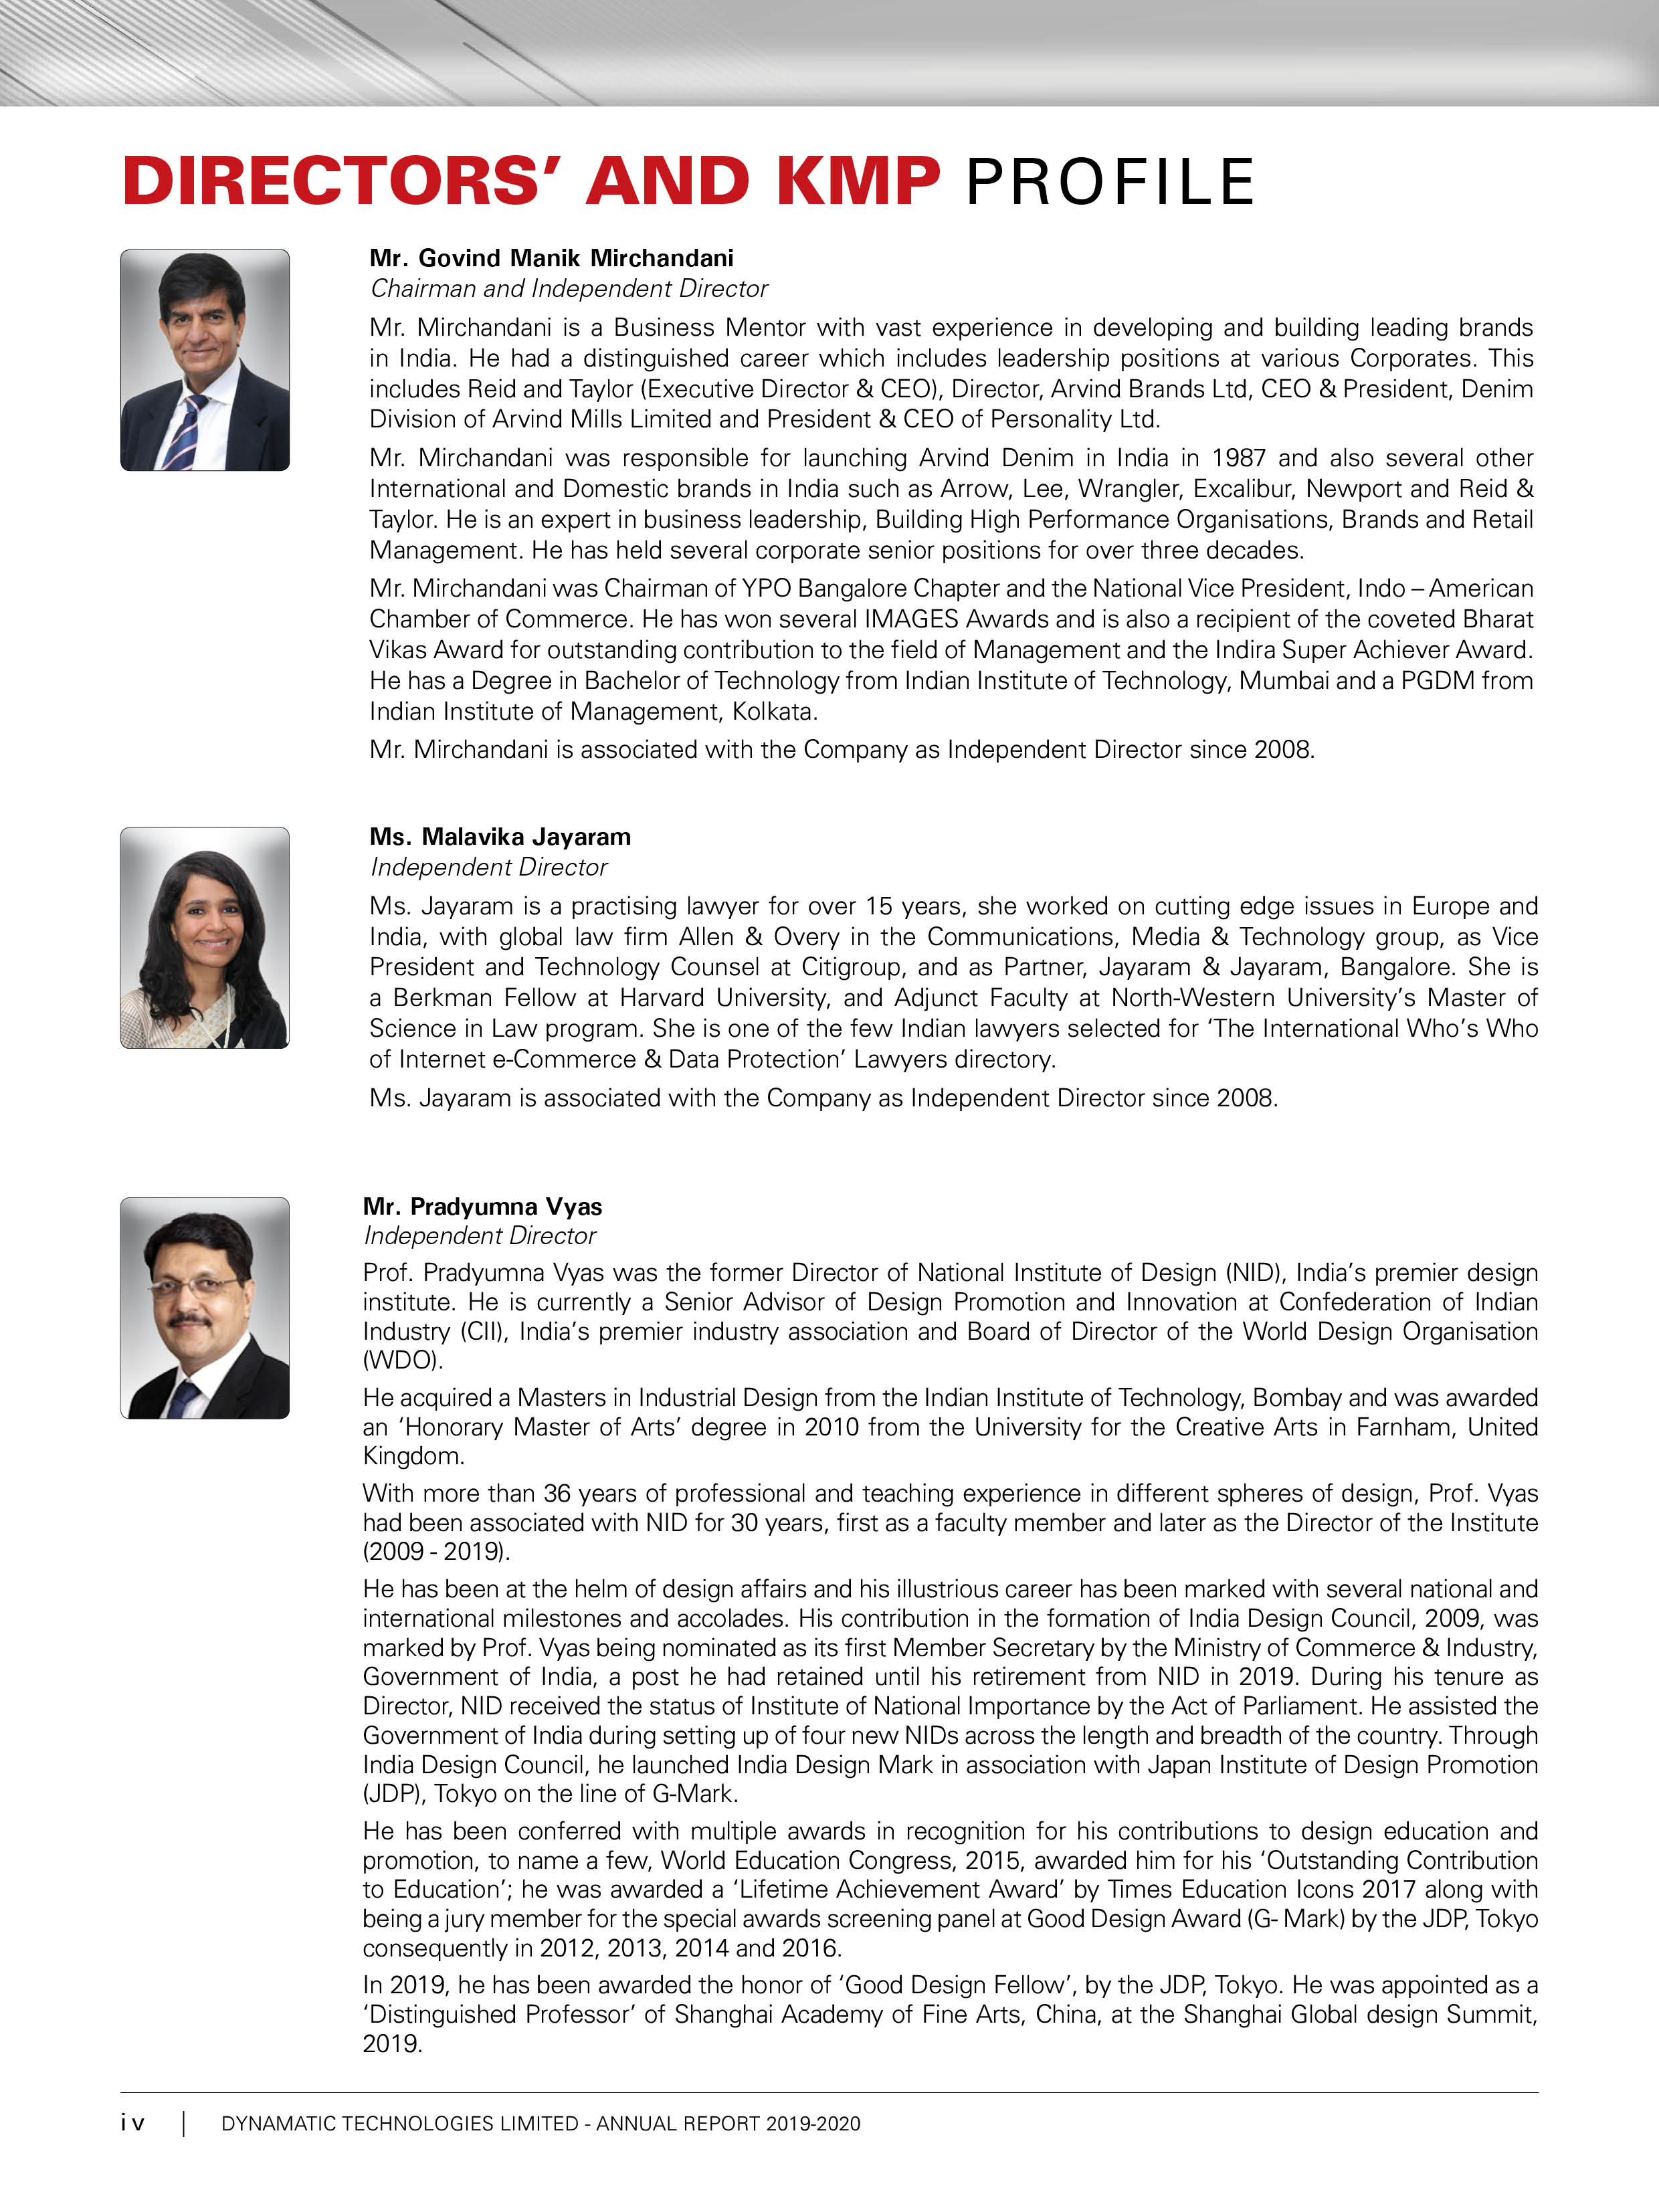 DIRECTORS’ AND KMP PROFILE
Mr. Govind Manik Mirchandani
Chairman and Independent Director
Mr. Mirchandani is a Business Mentor with vast experience in developing and building leading brands
in India. He had a distinguished career which includes leadership positions at various Corporates. This
includes Reid and Taylor (Executive Director & CEO), Director, Arvind Brands Ltd, CEO & President, Denim
Division of Arvind Mills Limited and President & CEO of Personality Ltd.
Mr. Mirchandani was responsible for launching Arvind Denim in India in 1987 and also several other
International and Domestic brands in India such as Arrow, Lee, Wrangler, Excalibur, Newport and Reid &
Taylor. He is an expert in business leadership, Building High Performance Organisations, Brands and Retail
Management. He has held several corporate senior positions for over three decades.
Mr. Mirchandani was Chairman of YPO Bangalore Chapter and the National Vice President, Indo – American
Chamber of Commerce. He has won several IMAGES Awards and is also a recipient of the coveted Bharat
Vikas Award for outstanding contribution to the field of Management and the Indira Super Achiever Award.
He has a Degree in Bachelor of Technology from Indian Institute of Technology, Mumbai and a PGDM from
Indian Institute of Management, Kolkata.
Mr. Mirchandani is associated with the Company as Independent Director since 2008.
Ms. Malavika Jayaram
Independent Director
Ms. Jayaram is a practising lawyer for over 15 years, she worked on cutting edge issues in Europe and
India, with global law firm Allen & Overy in the Communications, Media & Technology group, as Vice
President and Technology Counsel at Citigroup, and as Partner, Jayaram & Jayaram, Bangalore. She is
a Berkman Fellow at Harvard University, and Adjunct Faculty at North-Western University’s Master of
Science in Law program. She is one of the few Indian lawyers selected for ‘The International Who’s Who
of Internet e-Commerce & Data Protection’ Lawyers directory.
Ms. Jayaram is associated with the Company as Independent Director since 2008.
Mr. Pradyumna Vyas
Independent Director
Prof. Pradyumna Vyas was the former Director of National Institute of Design (NID), India’s premier design
institute. He is currently a Senior Advisor of Design Promotion and Innovation at Confederation of Indian
Industry (CII), India’s premier industry association and Board of Director of the World Design Organisation
(WDO).
He acquired a Masters in Industrial Design from the Indian Institute of Technology, Bombay and was awarded
an ‘Honorary Master of Arts’ degree in 2010 from the University for the Creative Arts in Farnham, United
Kingdom.
With more than 36 years of professional and teaching experience in different spheres of design, Prof. Vyas
had been associated with NID for 30 years, first as a faculty member and later as the Director of the Institute
(2009 - 2019).
He has been at the helm of design affairs and his illustrious career has been marked with several national and
international milestones and accolades. His contribution in the formation of India Design Council, 2009, was
marked by Prof. Vyas being nominated as its first Member Secretary by the Ministry of Commerce & Industry,
Government of India, a post he had retained until his retirement from NID in 2019. During his tenure as
Director, NID received the status of Institute of National Importance by the Act of Parliament. He assisted the
Government of India during setting up of four new NIDs across the length and breadth of the country. Through
India Design Council, he launched India Design Mark in association with Japan Institute of Design Promotion
(JDP), Tokyo on the line of G-Mark.
He has been conferred with multiple awards in recognition for his contributions to design education and
promotion, to name a few, World Education Congress, 2015, awarded him for his ‘Outstanding Contribution
to Education’; he was awarded a ‘Lifetime Achievement Award’ by Times Education Icons 2017 along with
being a jury member for the special awards screening panel at Good Design Award (G- Mark) by the JDP, Tokyo
consequently in 2012, 2013, 2014 and 2016.
In 2019, he has been awarded the honor of ‘Good Design Fellow’, by the JDP, Tokyo. He was appointed as a
‘Distinguished Professor’ of Shanghai Academy of Fine Arts, China, at the Shanghai Global design Summit,
2019.
iv | DYNAMATIC TECHNOLOGIES LIMITED - ANNUAL REPORT 2019-2020